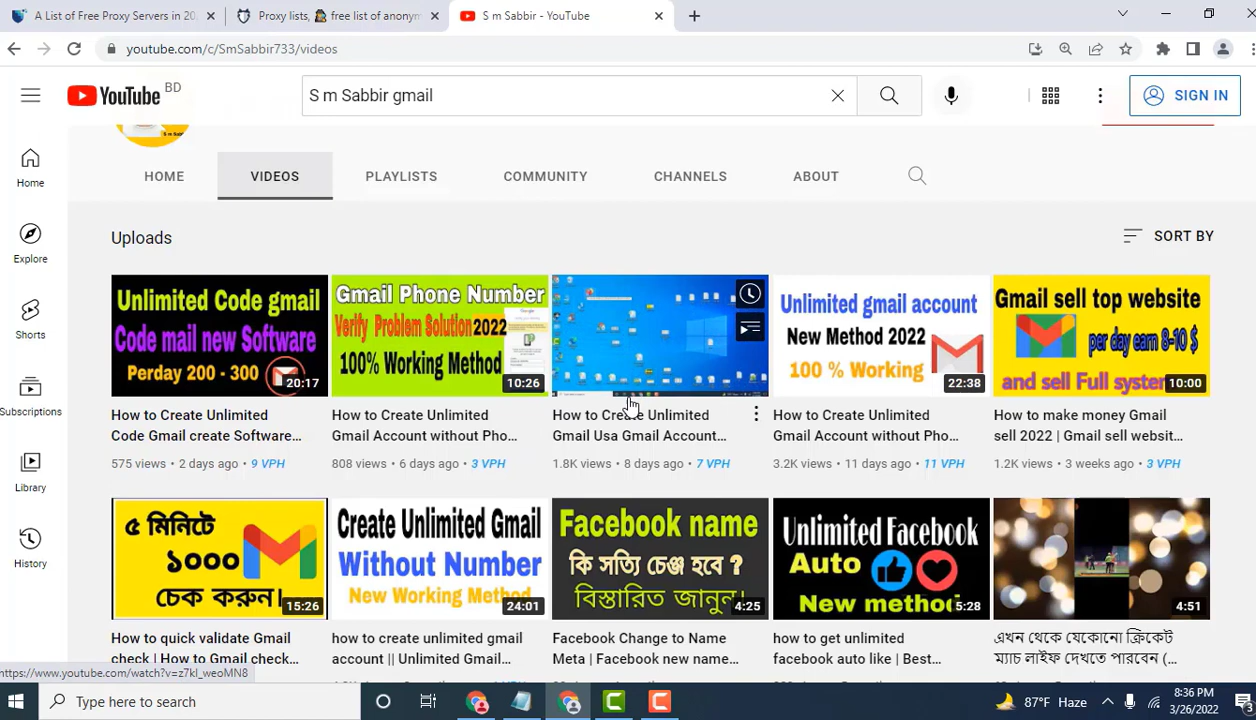 A List of Free Proxy Servers in 20
Proxy lists, free list of anonym
S m Sabbir - YouTube
youtube.com/c/SmSabbir733/videos
YouTube BD
S m Sabbir gmail
SIGN IN
S m Sabbir
HOME
VIDEOS
PLAYLISTS
COMMUNITY
CHANNELS
ABOUT
Home
Explore
Shorts
Subscriptions
Library
History
Uploads
SORT BY
Unlimited Code gmail
Code mail new Software
Perday 200 - 300
20:17
How to Create Unlimited
Code Gmail create Software...
575 views • 2 days ago • 9 VPH
Gmail Phone Number
Verify Problem Solution 2022
100% Working Method
10:26
How to Create Unlimited
Gmail Account without Pho...
808 views • 6 days ago • 3 VPH
How to Create Unlimited
Gmail Usa Gmail Account...
1.8K views • 8 days ago • 7 VPH
Unlimited gmail account
New Method 2022
100 % Working
22:38
How to Create Unlimited
Gmail Account without Pho...
3.2K views • 11 days ago • 11 VPH
Gmail sell top website
per day earn 8-10 $
and sell Full system
10:00
How to make money Gmail
sell 2022 | Gmail sell websit...
1.2K views • 3 weeks ago • 3 VPH
৫ মিনিটে
১০০০
চেক করুন।
15:26
How to quick validate Gmail
check | How to Gmail check...
Create Unlimited Gmail
Without Number
New Working Method
24:01
how to create unlimited gmail
account || Unlimited Gmail...
Facebook name
কি সত্যি চেঞ্জ হবে ?
বিস্তারিত জানুন।
4:25
Facebook Change to Name
Meta | Facebook new name...
Unlimited Facebook
Auto
New method
5:28
how to get unlimited
facebook auto like | Best...
4:51
এখন থেকে যেকোনো ক্রিকেট
ম্যাচ লাইফ দেখতে পারবেন (...
https://www.youtube.com/watch?v=z7kl_weoMN8
Type here to search
87°F Haze
8:36 PM
3/26/2022
3